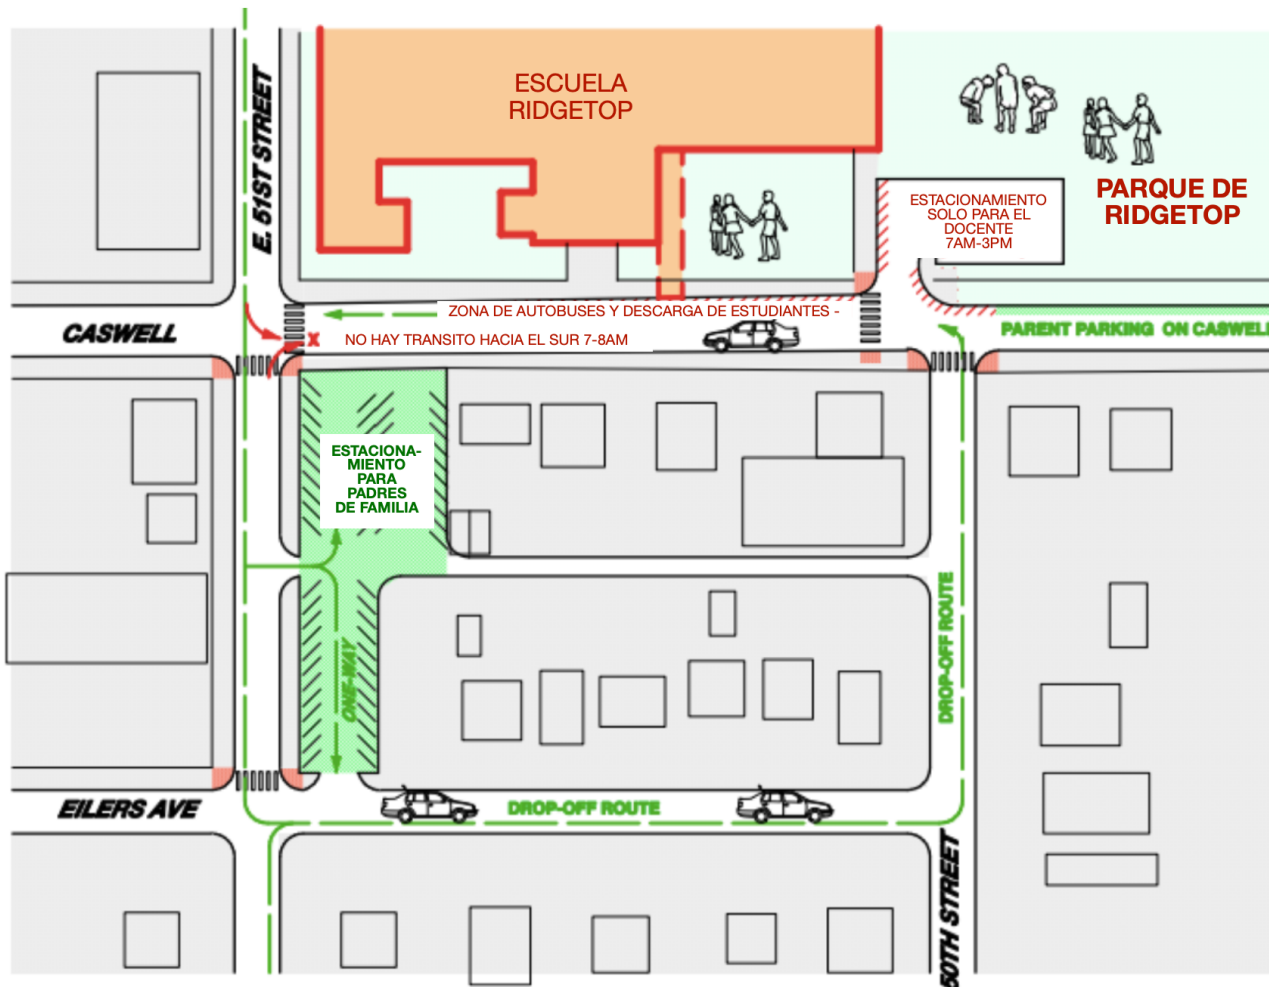 E. 51ST STREET
ESCUELA
RIDGETOP
PARQUE DE
RIDGETOP
ESTACIONAMIENTO
SOLO PARA EL
DOCENTE
7AM-3PM
CASWELL
ZONA DE AUTOBUSES Y DESCARGA DE ESTUDIANTES -
NO HAY TRANSITO HACIA EL SUR 7-8AM
X
PARENT PARKING ON CASWELL
ESTACIONA-
MIENTO
PARA
PADRES
DE FAMILIA
ONE-WAY
DROP-OFF ROUTE
EILERS AVE
DROP-OFF ROUTE
50TH STREET